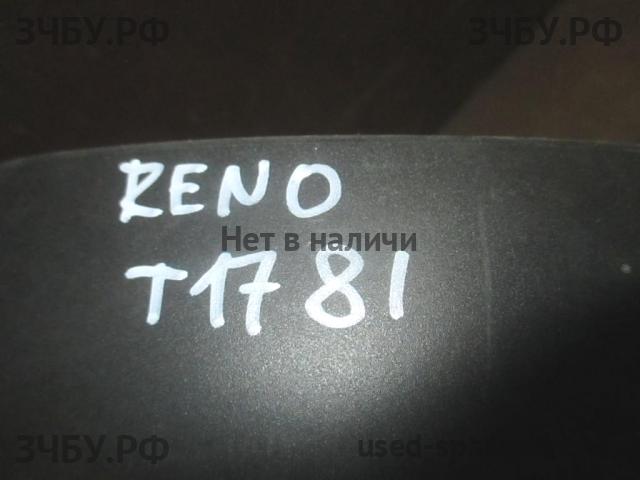 ЗЧБУ.РФ ЗЧБУ.РФ
RENO
Нет в наличи
T1781
ЗЧБУ.РФ